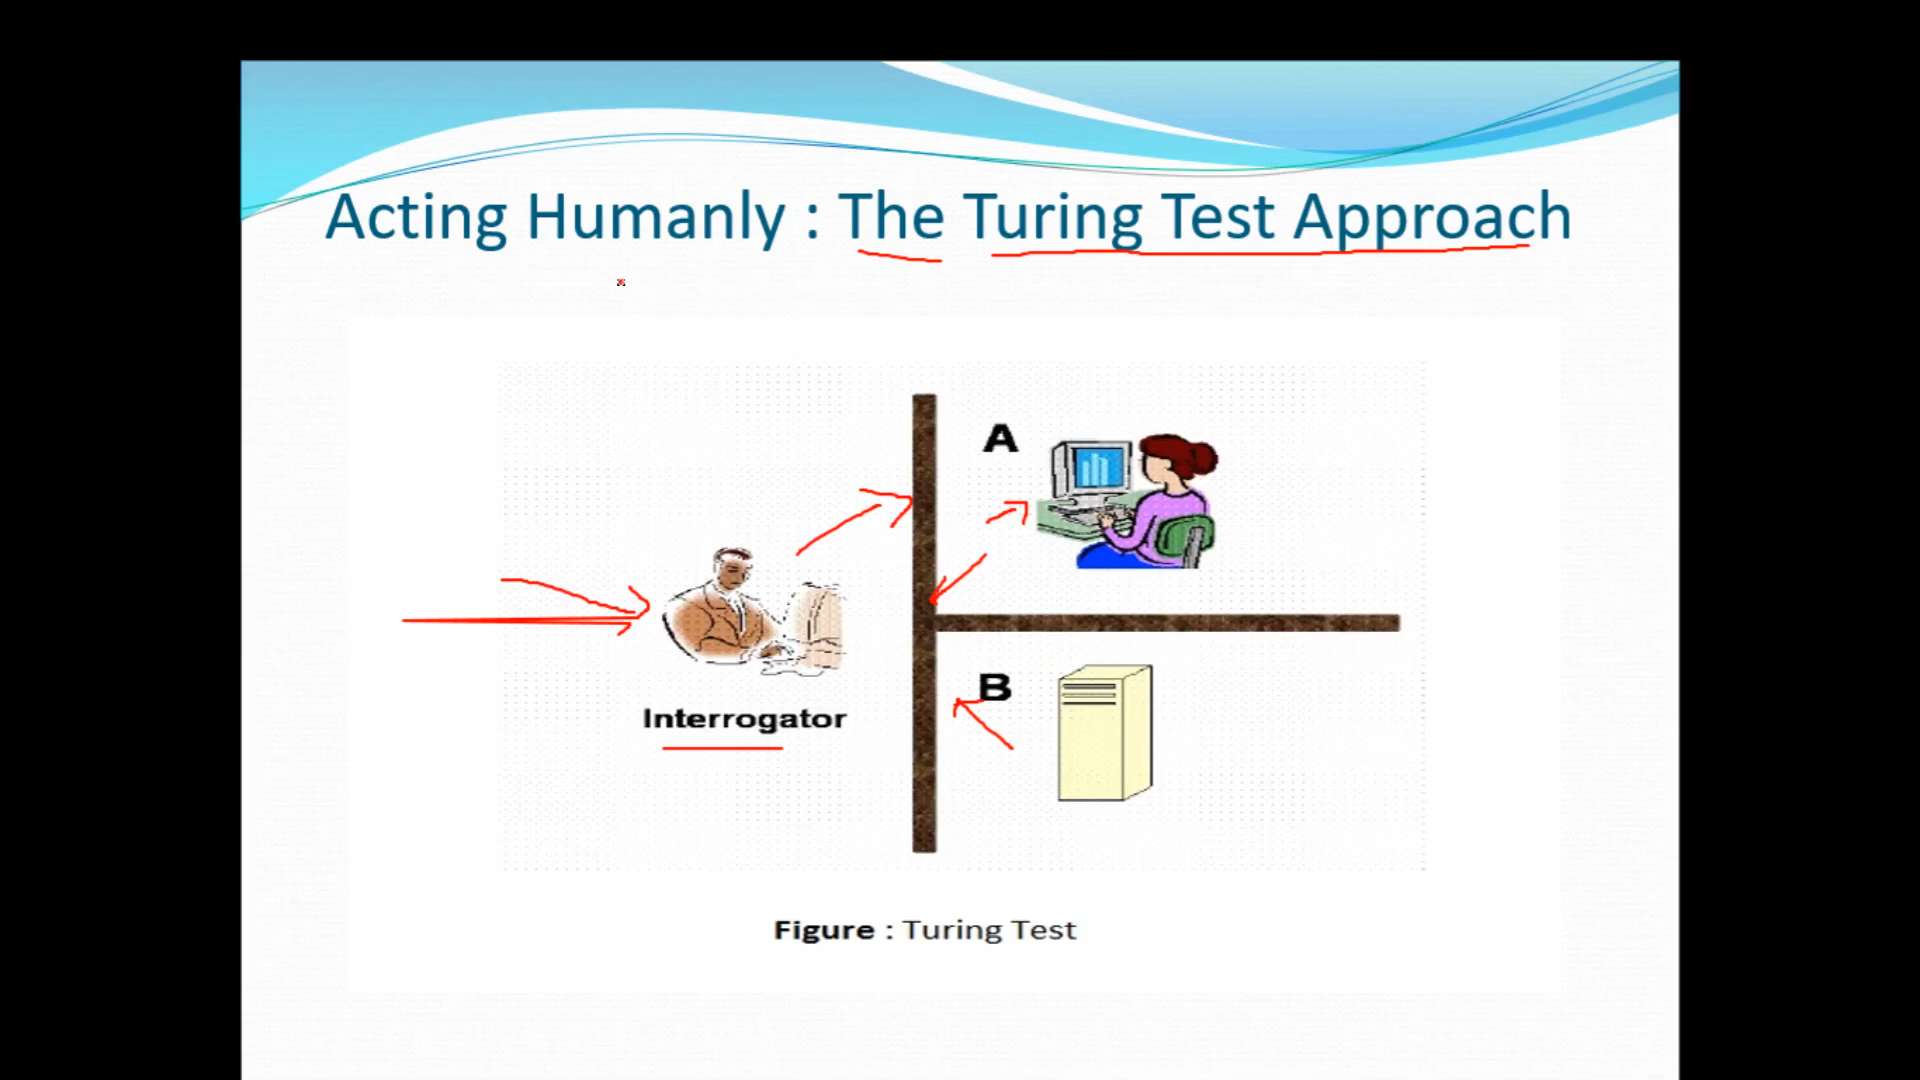 Acting Humanly : The Turing Test Approach
A
B
Interrogator
Figure : Turing Test